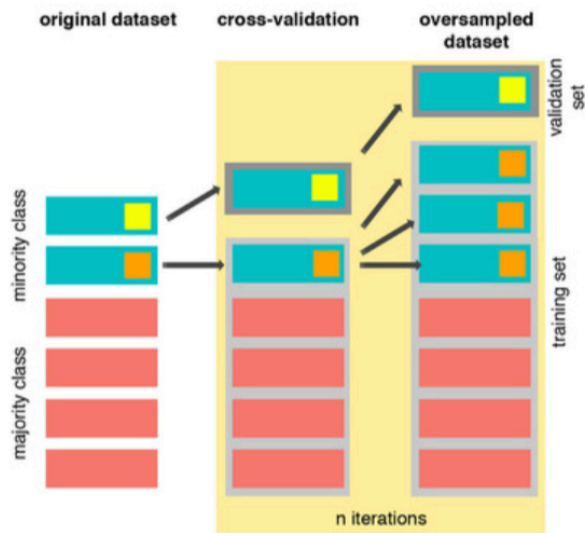 original dataset
cross-validation
oversampled
dataset
validation
set
minority class
majority class
training set
n iterations